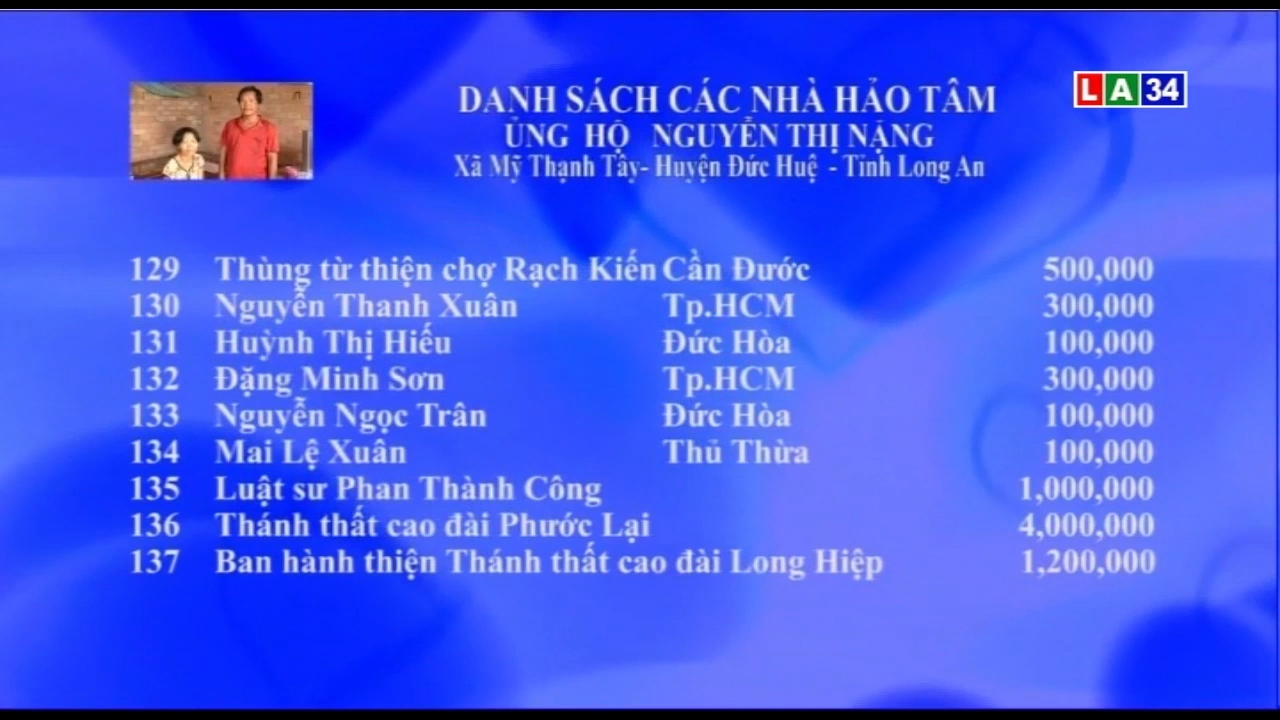 DANH SÁCH CÁC NHÀ HẢO TÂM
LA34
ỦNG HỘ NGUYỄN THỊ NẶNG
Xã Mỹ Thạnh Tây- Huyện Đức Huệ - Tỉnh Long An
129 Thùng từ thiện chợ Rạch Kiến Cần Đước 500,000
130 Nguyễn Thanh Xuân Tp.HCM 300,000
131 Huỳnh Thị Hiếu Đức Hòa 100,000
132 Đặng Minh Sơn Tp.HCM 300,000
133 Nguyễn Ngọc Trân Đức Hòa 100,000
134 Mai Lệ Xuân Thủ Thừa 100,000
135 Luật sư Phan Thành Công 1,000,000
136 Thánh thất cao đài Phước Lại 4,000,000
137 Ban hành thiện Thánh thất cao đài Long Hiệp 1,200,000